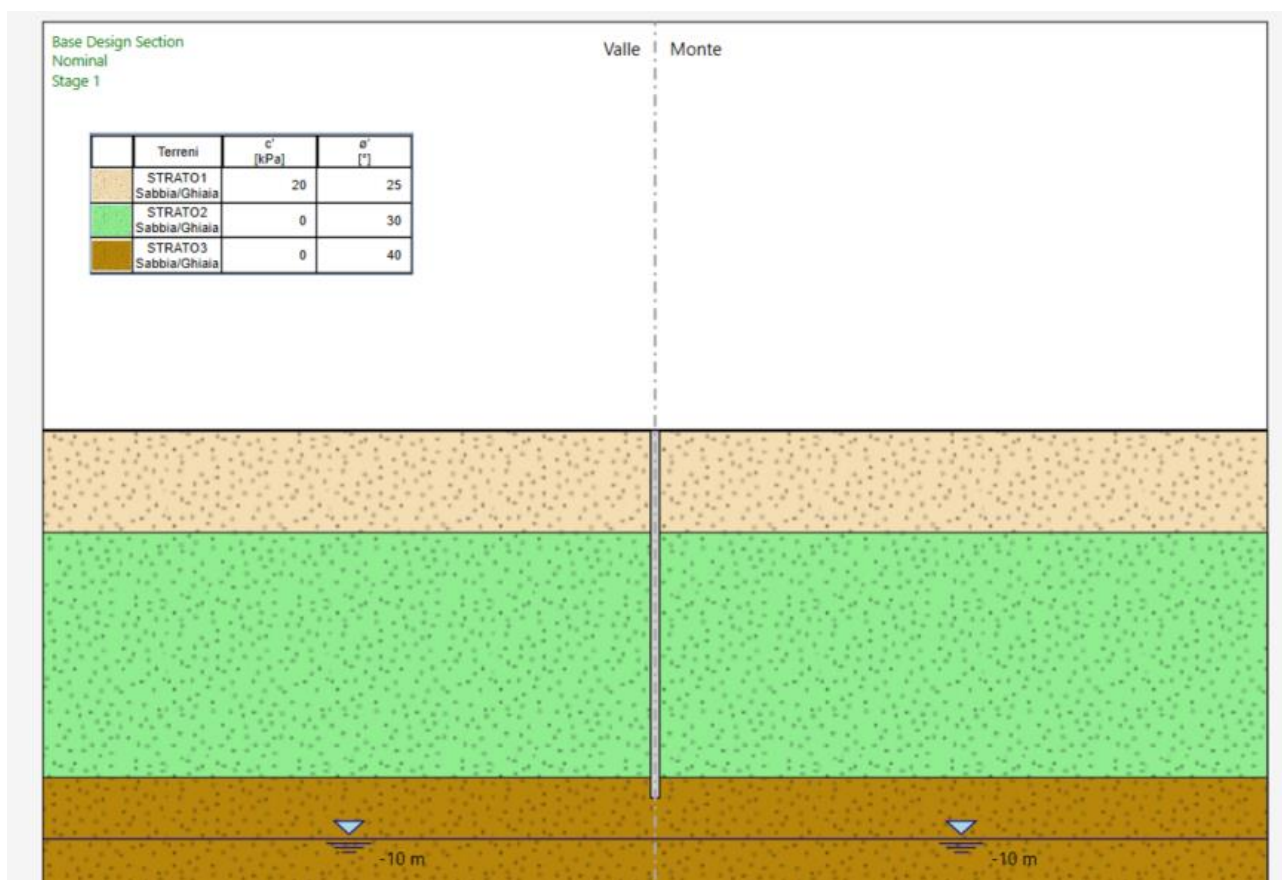 Base Design Section
Nominal
Stage 1
Valle Monte
Terreni c' ø'
[kPa] [°]
STRATO1
Sabbia/Ghiaia 20 25
STRATO2
Sabbia/Ghiaia 0 30
STRATO3
Sabbia/Ghiaia 0 40
-10 m -10 m